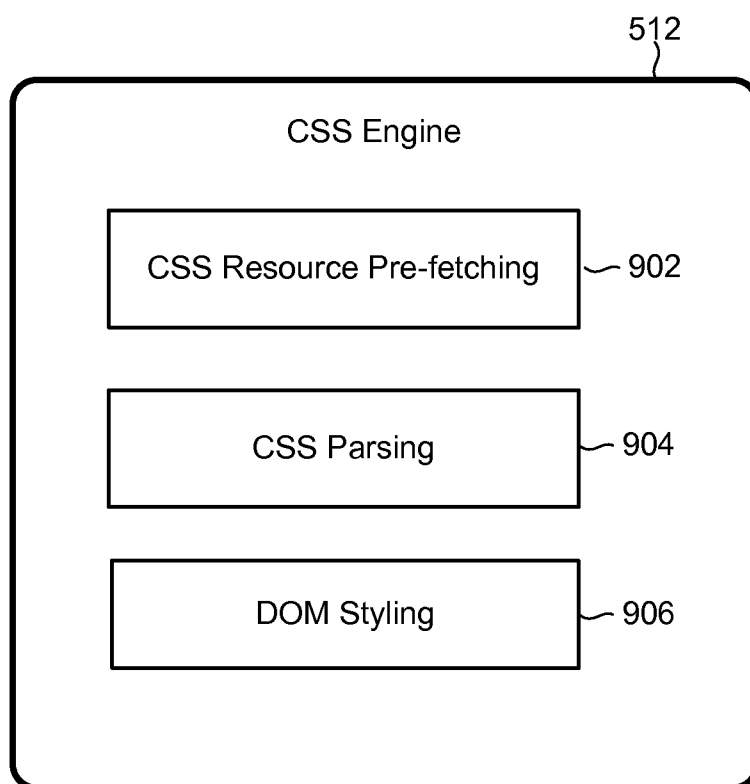 512
CSS Engine
CSS Resource Pre-fetching
902
CSS Parsing
904
DOM Styling
906